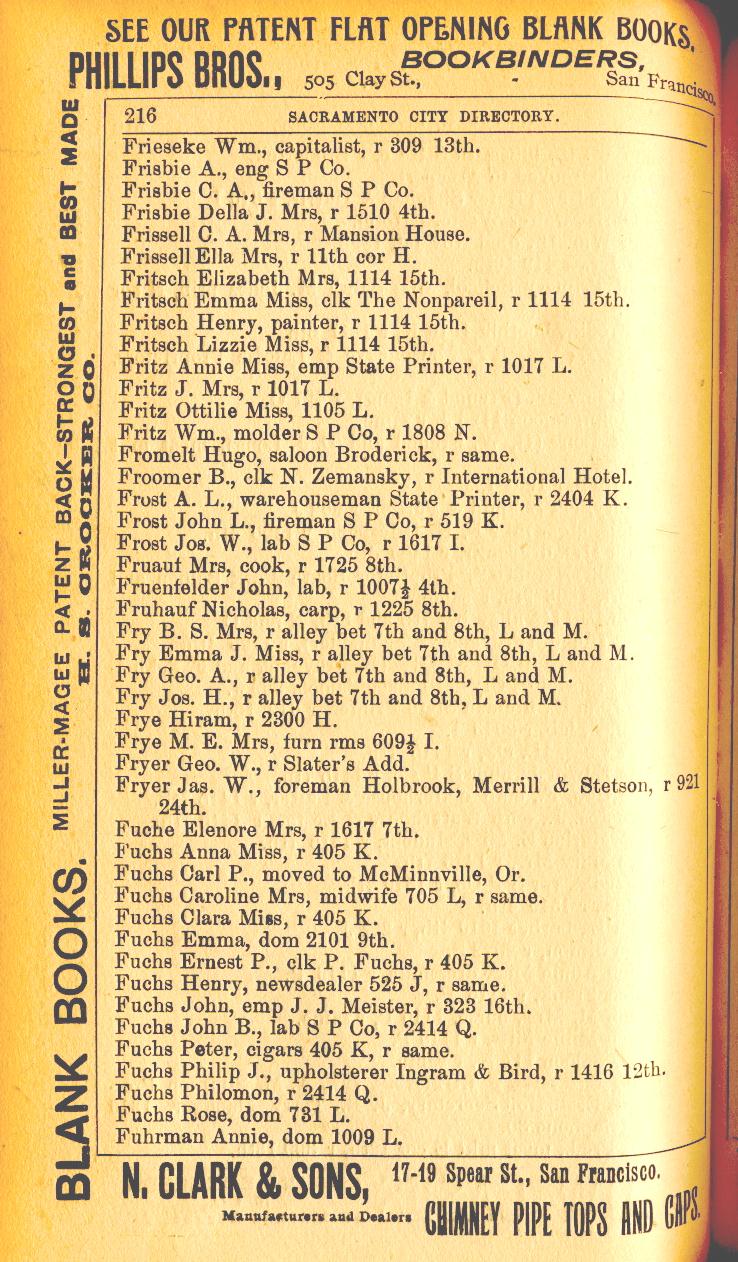 SEE OUR PATENT FLAT OPENING BLANK BOOKS.
PHILLIPS BROS., 505 Clay St., BOOKBINDERS, - San Francisco.
BLANK BOOKS. MILLER-MAGEE PATENT BACK—STRONGEST and BEST MADE
H. S. CROCKER CO.
216 SACRAMENTO CITY DIRECTORY.
Frieseke Wm., capitalist, r 309 13th.
Frisbie A., eng S P Co.
Frisbie C. A., fireman S P Co.
Frisbie Della J. Mrs, r 1510 4th.
Frissell C. A. Mrs, r Mansion House.
Frissell Ella Mrs, r 11th cor H.
Fritsch Elizabeth Mrs, 1114 15th.
Fritsch Emma Miss, clk The Nonpareil, r 1114 15th.
Fritsch Henry, painter, r 1114 15th.
Fritsch Lizzie Miss, r 1114 15th.
Fritz Annie Miss, emp State Printer, r 1017 L.
Fritz J. Mrs, r 1017 L.
Fritz Ottilie Miss, 1105 L.
Fritz Wm., molder S P Co, r 1808 N.
Fromelt Hugo, saloon Broderick, r same.
Froomer B., clk N. Zemansky, r International Hotel.
Frost A. L., warehouseman State Printer, r 2404 K.
Frost John L., fireman S P Co, r 519 K.
Frost Jos. W., lab S P Co, r 1617 I.
Fruauf Mrs, cook, r 1725 8th.
Fruenfelder John, lab, r 1007½ 4th.
Fruhauf Nicholas, carp, r 1225 8th.
Fry B. S. Mrs, r alley bet 7th and 8th, L and M.
Fry Emma J. Miss, r alley bet 7th and 8th, L and M.
Fry Geo. A., r alley bet 7th and 8th, L and M.
Fry Jos. H., r alley bet 7th and 8th, L and M.
Frye Hiram, r 2300 H.
Frye M. E. Mrs, furn rms 609½ I.
Fryer Geo. W., r Slater's Add.
Fryer Jas. W., foreman Holbrook, Merrill & Stetson, r 921
24th.
Fuche Elenore Mrs, r 1617 7th.
Fuchs Anna Miss, r 405 K.
Fuchs Carl P., moved to McMinnville, Or.
Fuchs Caroline Mrs, midwife 705 L, r same.
Fuchs Clara Miss, r 405 K.
Fuchs Emma, dom 2101 9th.
Fuchs Ernest P., clk P. Fuchs, r 405 K.
Fuchs Henry, newsdealer 525 J, r same.
Fuchs John, emp J. J. Meister, r 323 16th.
Fuchs John B., lab S P Co, r 2414 Q.
Fuchs Peter, cigars 405 K, r same.
Fuchs Philip J., upholsterer Ingram & Bird, r 1416 12th.
Fuchs Philomon, r 2414 Q.
Fuchs Rose, dom 731 L.
Fuhrman Annie, dom 1009 L.
N. CLARK & SONS, 17-19 Spear St., San Francisco.
Manufacturers and Dealers CHIMNEY PIPE TOPS AND CAPS.